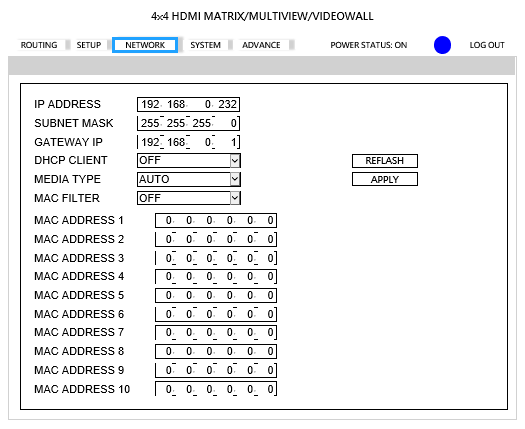 4x4 HDMI MATRIX/MULTIVIEW/VIDEOWALL
ROUTING SETUP NETWORK SYSTEM ADVANCE POWER STATUS: ON LOG OUT
IP ADDRESS 192. 168. 0. 232
SUBNET MASK 255. 255. 255. 0
GATEWAY IP 192. 168. 0. 1
DHCP CLIENT OFF REFLASH
MEDIA TYPE AUTO APPLY
MAC FILTER OFF
MAC ADDRESS 1 0. 0. 0. 0. 0. 0
MAC ADDRESS 2 0. 0. 0. 0. 0. 0
MAC ADDRESS 3 0. 0. 0. 0. 0. 0
MAC ADDRESS 4 0. 0. 0. 0. 0. 0
MAC ADDRESS 5 0. 0. 0. 0. 0. 0
MAC ADDRESS 6 0. 0. 0. 0. 0. 0
MAC ADDRESS 7 0. 0. 0. 0. 0. 0
MAC ADDRESS 8 0. 0. 0. 0. 0. 0
MAC ADDRESS 9 0. 0. 0. 0. 0. 0
MAC ADDRESS 10 0. 0. 0. 0. 0. 0